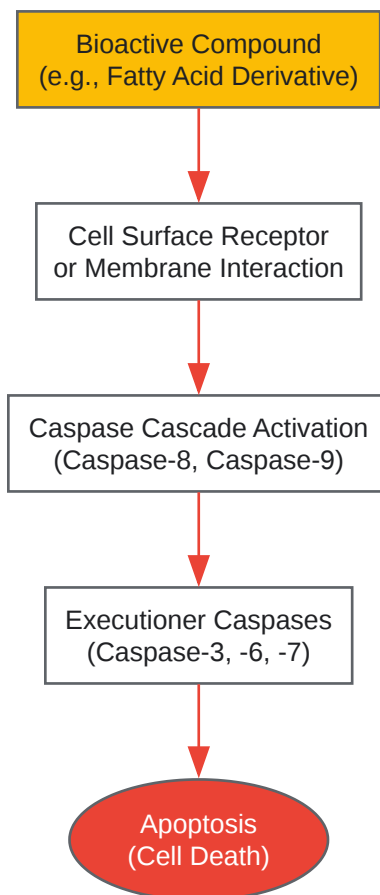 Bioactive Compound
(e.g., Fatty Acid Derivative)
Cell Surface Receptor
or Membrane Interaction
Caspase Cascade Activation
(Caspase-8, Caspase-9)
Executioner Caspases
(Caspase-3, -6, -7)
Apoptosis
(Cell Death)